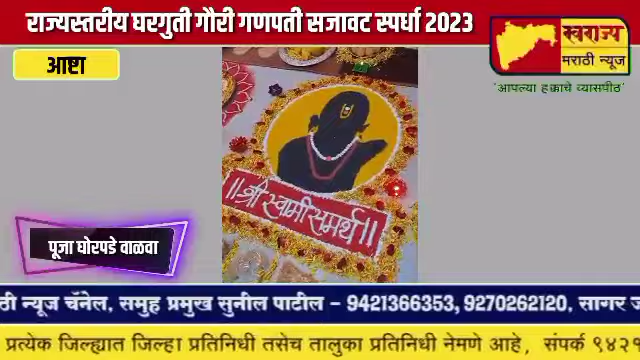 राज्यस्तरीय घरगुती गौरी गणपती सजावट स्पर्धा 2023
स्वराज्य
मराठी न्यूज
'आपल्या हक्काचे व्यासपीठ'
आष्टा
||श्री स्वामी समर्थ||
पूजा घोरपडे वाळवा
ठी न्यूज चॅनेल, समुह प्रमुख सुनील पाटील – 9421366353, 9270262120, सागर ज
प्रत्येक जिल्ह्यात जिल्हा प्रतिनिधी तसेच तालुका प्रतिनिधी नेमणे आहे, संपर्क ९४२१